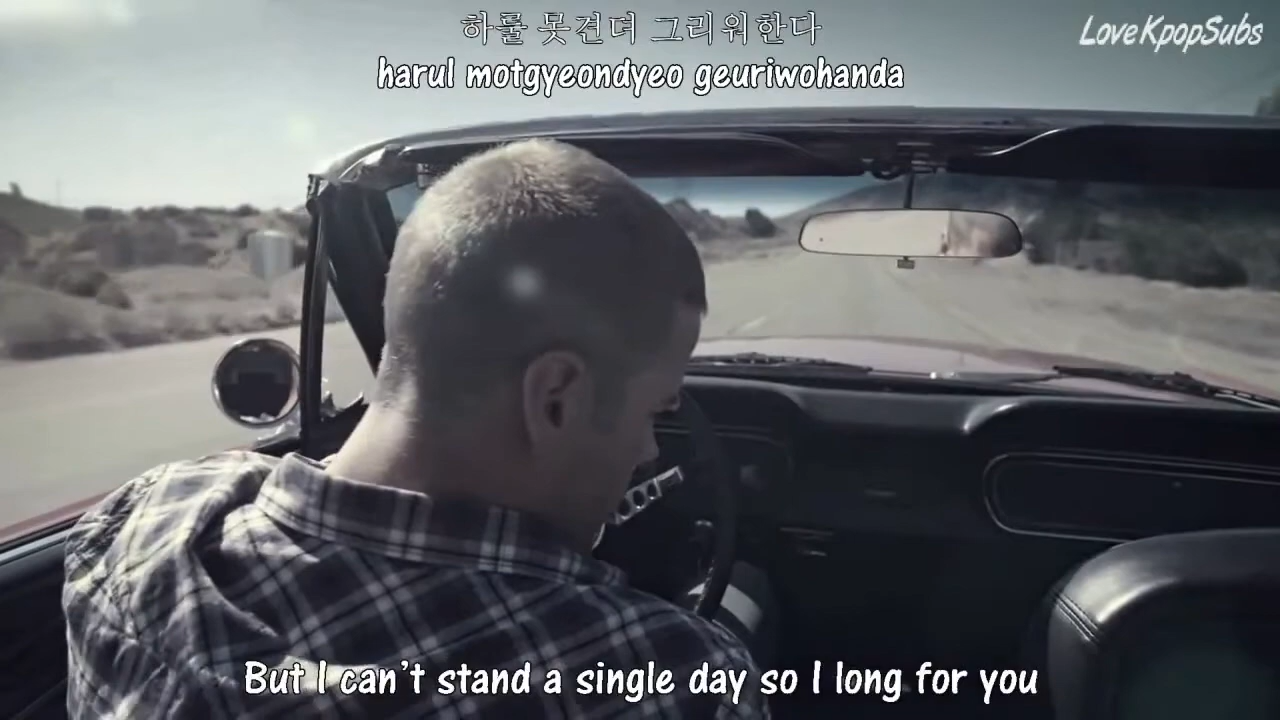 하룰 못견뎌 그리워한다
LoveKpopSubs
harul motgyeondyeo geuriwohanda
But I can't stand a single day so I long for you